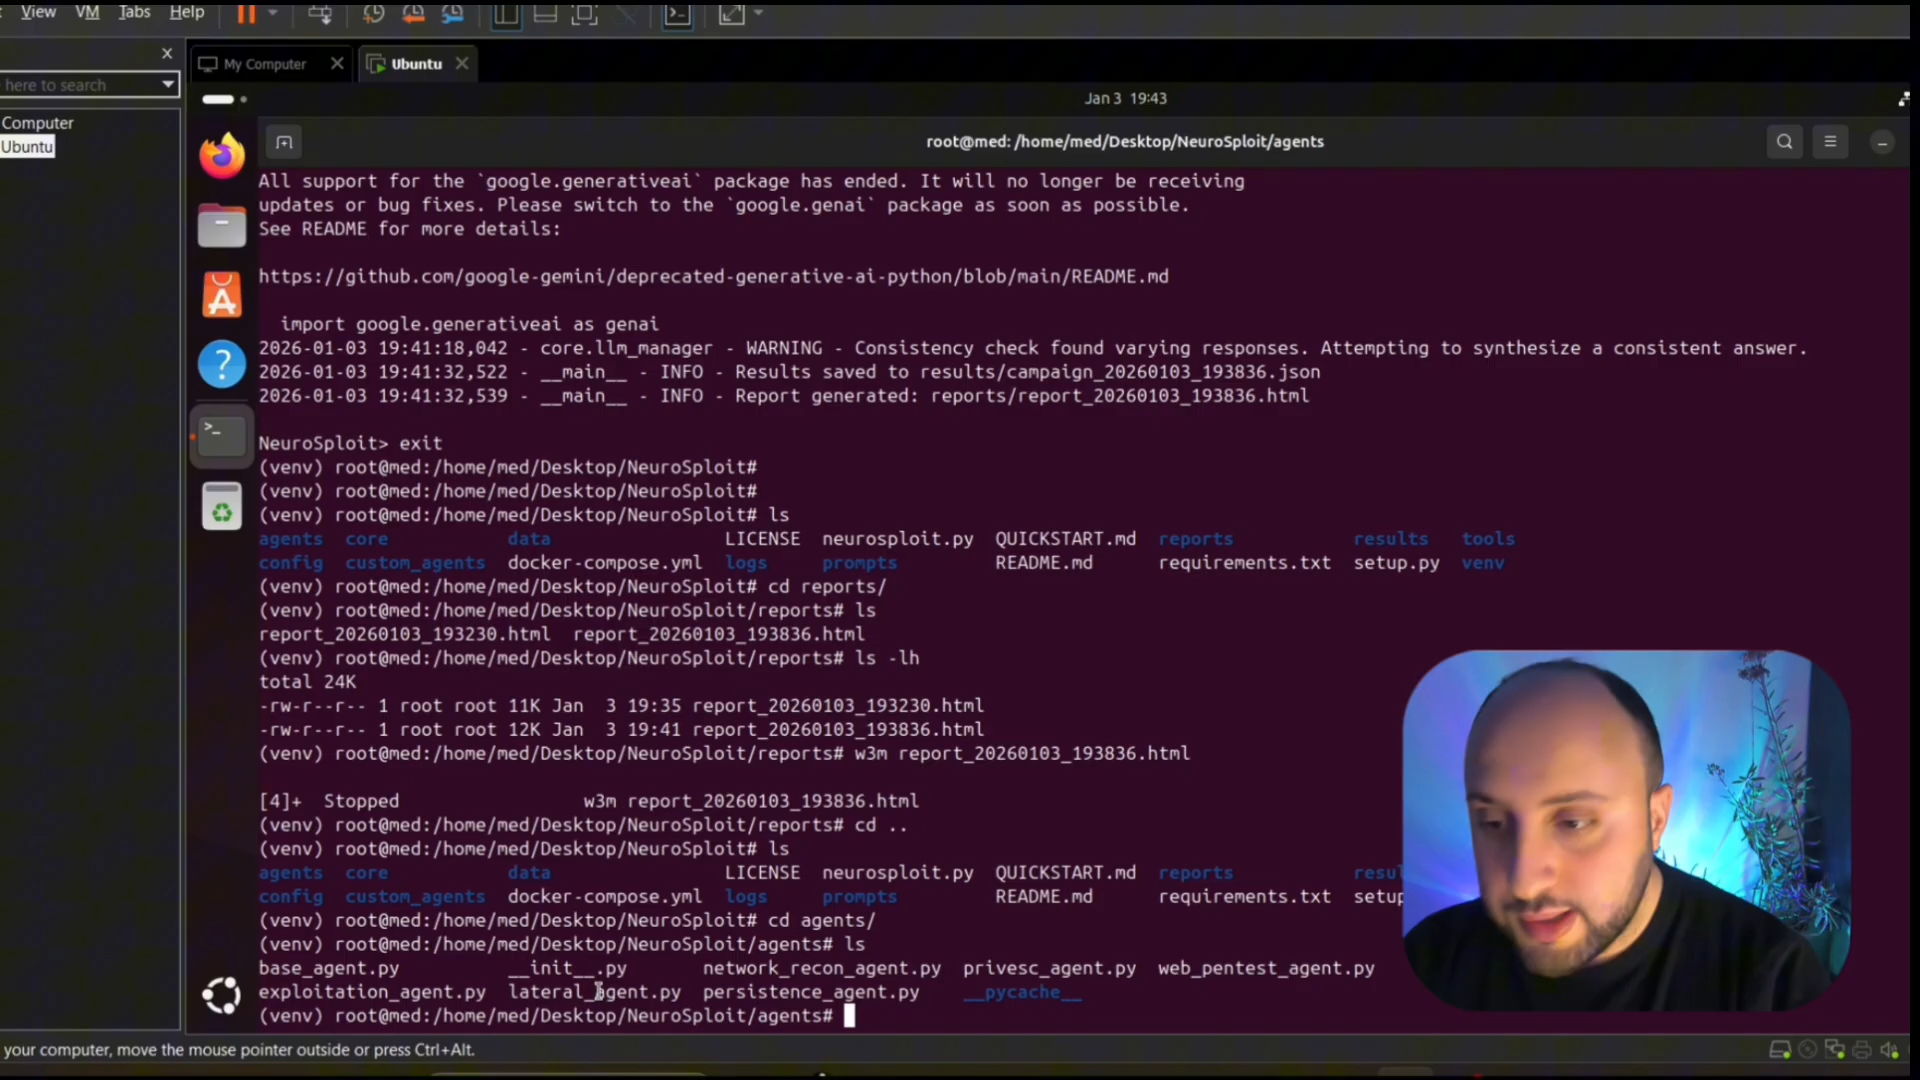 View VM Tabs Help
here to search
Computer
Ubuntu
My Computer
Ubuntu
Jan 3 19:43
root@med: /home/med/Desktop/NeuroSploit/agents
All support for the `google.generativeai` package has ended. It will no longer be receiving
updates or bug fixes. Please switch to the `google.genai` package as soon as possible.
See README for more details:
https://github.com/google-gemini/deprecated-generative-ai-python/blob/main/README.md
import google.generativeai as genai
2026-01-03 19:41:18,042 - core.llm_manager - WARNING - Consistency check found varying responses. Attempting to synthesize a consistent answer.
2026-01-03 19:41:32,522 - __main__ - INFO - Results saved to results/campaign_20260103_193836.json
2026-01-03 19:41:32,539 - __main__ - INFO - Report generated: reports/report_20260103_193836.html
NeuroSploit> exit
(venv) root@med:/home/med/Desktop/NeuroSploit#
(venv) root@med:/home/med/Desktop/NeuroSploit#
(venv) root@med:/home/med/Desktop/NeuroSploit# ls
agents core data LICENSE neurosploit.py QUICKSTART.md reports results tools
config custom_agents docker-compose.yml logs prompts README.md requirements.txt setup.py venv
(venv) root@med:/home/med/Desktop/NeuroSploit# cd reports/
(venv) root@med:/home/med/Desktop/NeuroSploit/reports# ls
report_20260103_193230.html report_20260103_193836.html
(venv) root@med:/home/med/Desktop/NeuroSploit/reports# ls -lh
total 24K
-rw-r--r-- 1 root root 11K Jan 3 19:35 report_20260103_193230.html
-rw-r--r-- 1 root root 12K Jan 3 19:41 report_20260103_193836.html
(venv) root@med:/home/med/Desktop/NeuroSploit/reports# w3m report_20260103_193836.html
[4]+ Stopped w3m report_20260103_193836.html
(venv) root@med:/home/med/Desktop/NeuroSploit/reports# cd ..
(venv) root@med:/home/med/Desktop/NeuroSploit# ls
agents core data LICENSE neurosploit.py QUICKSTART.md reports resul
config custom_agents docker-compose.yml logs prompts README.md requirements.txt setup
(venv) root@med:/home/med/Desktop/NeuroSploit# cd agents/
(venv) root@med:/home/med/Desktop/NeuroSploit/agents# ls
base_agent.py __init__.py network_recon_agent.py privesc_agent.py web_pentest_agent.py
exploitation_agent.py lateral_agent.py persistence_agent.py __pycache__
(venv) root@med:/home/med/Desktop/NeuroSploit/agents#
your computer, move the mouse pointer outside or press Ctrl+Alt.